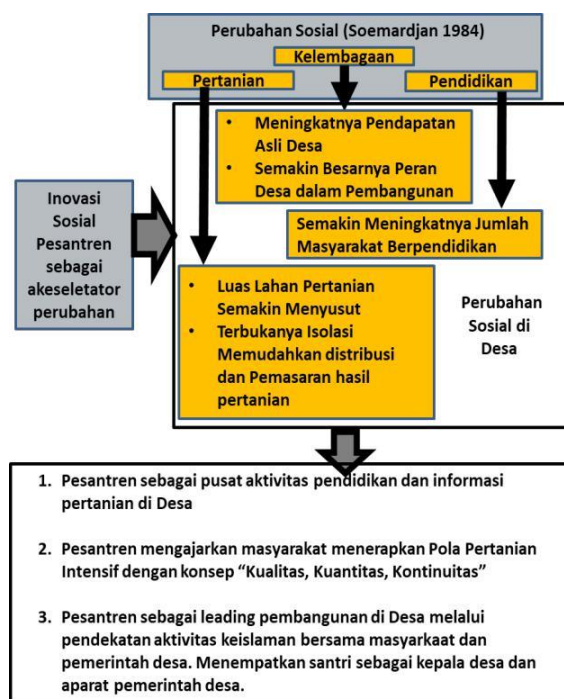 Perubahan Sosial (Soemardjan 1984)
Kelembagaan
Pertanian
Pendidikan
• Meningkatnya Pendapatan
Asli Desa
• Semakin Besarnya Peran
Desa dalam Pembangunan
Inovasi
Sosial
Pesantren
sebagai
akeseletator
perubahan
Semakin Meningkatnya Jumlah
Masyarakat Berpendidikan
• Luas Lahan Pertanian
Semakin Menyusut
• Terbukanya Isolasi
Memudahkan distribusi
dan Pemasaran hasil
pertanian
Perubahan
Sosial di
Desa
1. Pesantren sebagai pusat aktivitas pendidikan dan informasi
pertanian di Desa
2. Pesantren mengajarkan masyarakat menerapkan Pola Pertanian
Intensif dengan konsep “Kualitas, Kuantitas, Kontinuitas”
3. Pesantren sebagai leading pembangunan di Desa melalui
pendekatan aktivitas keislaman bersama masyarkaat dan
pemerintah desa. Menempatkan santri sebagai kepala desa dan
aparat pemerintah desa.